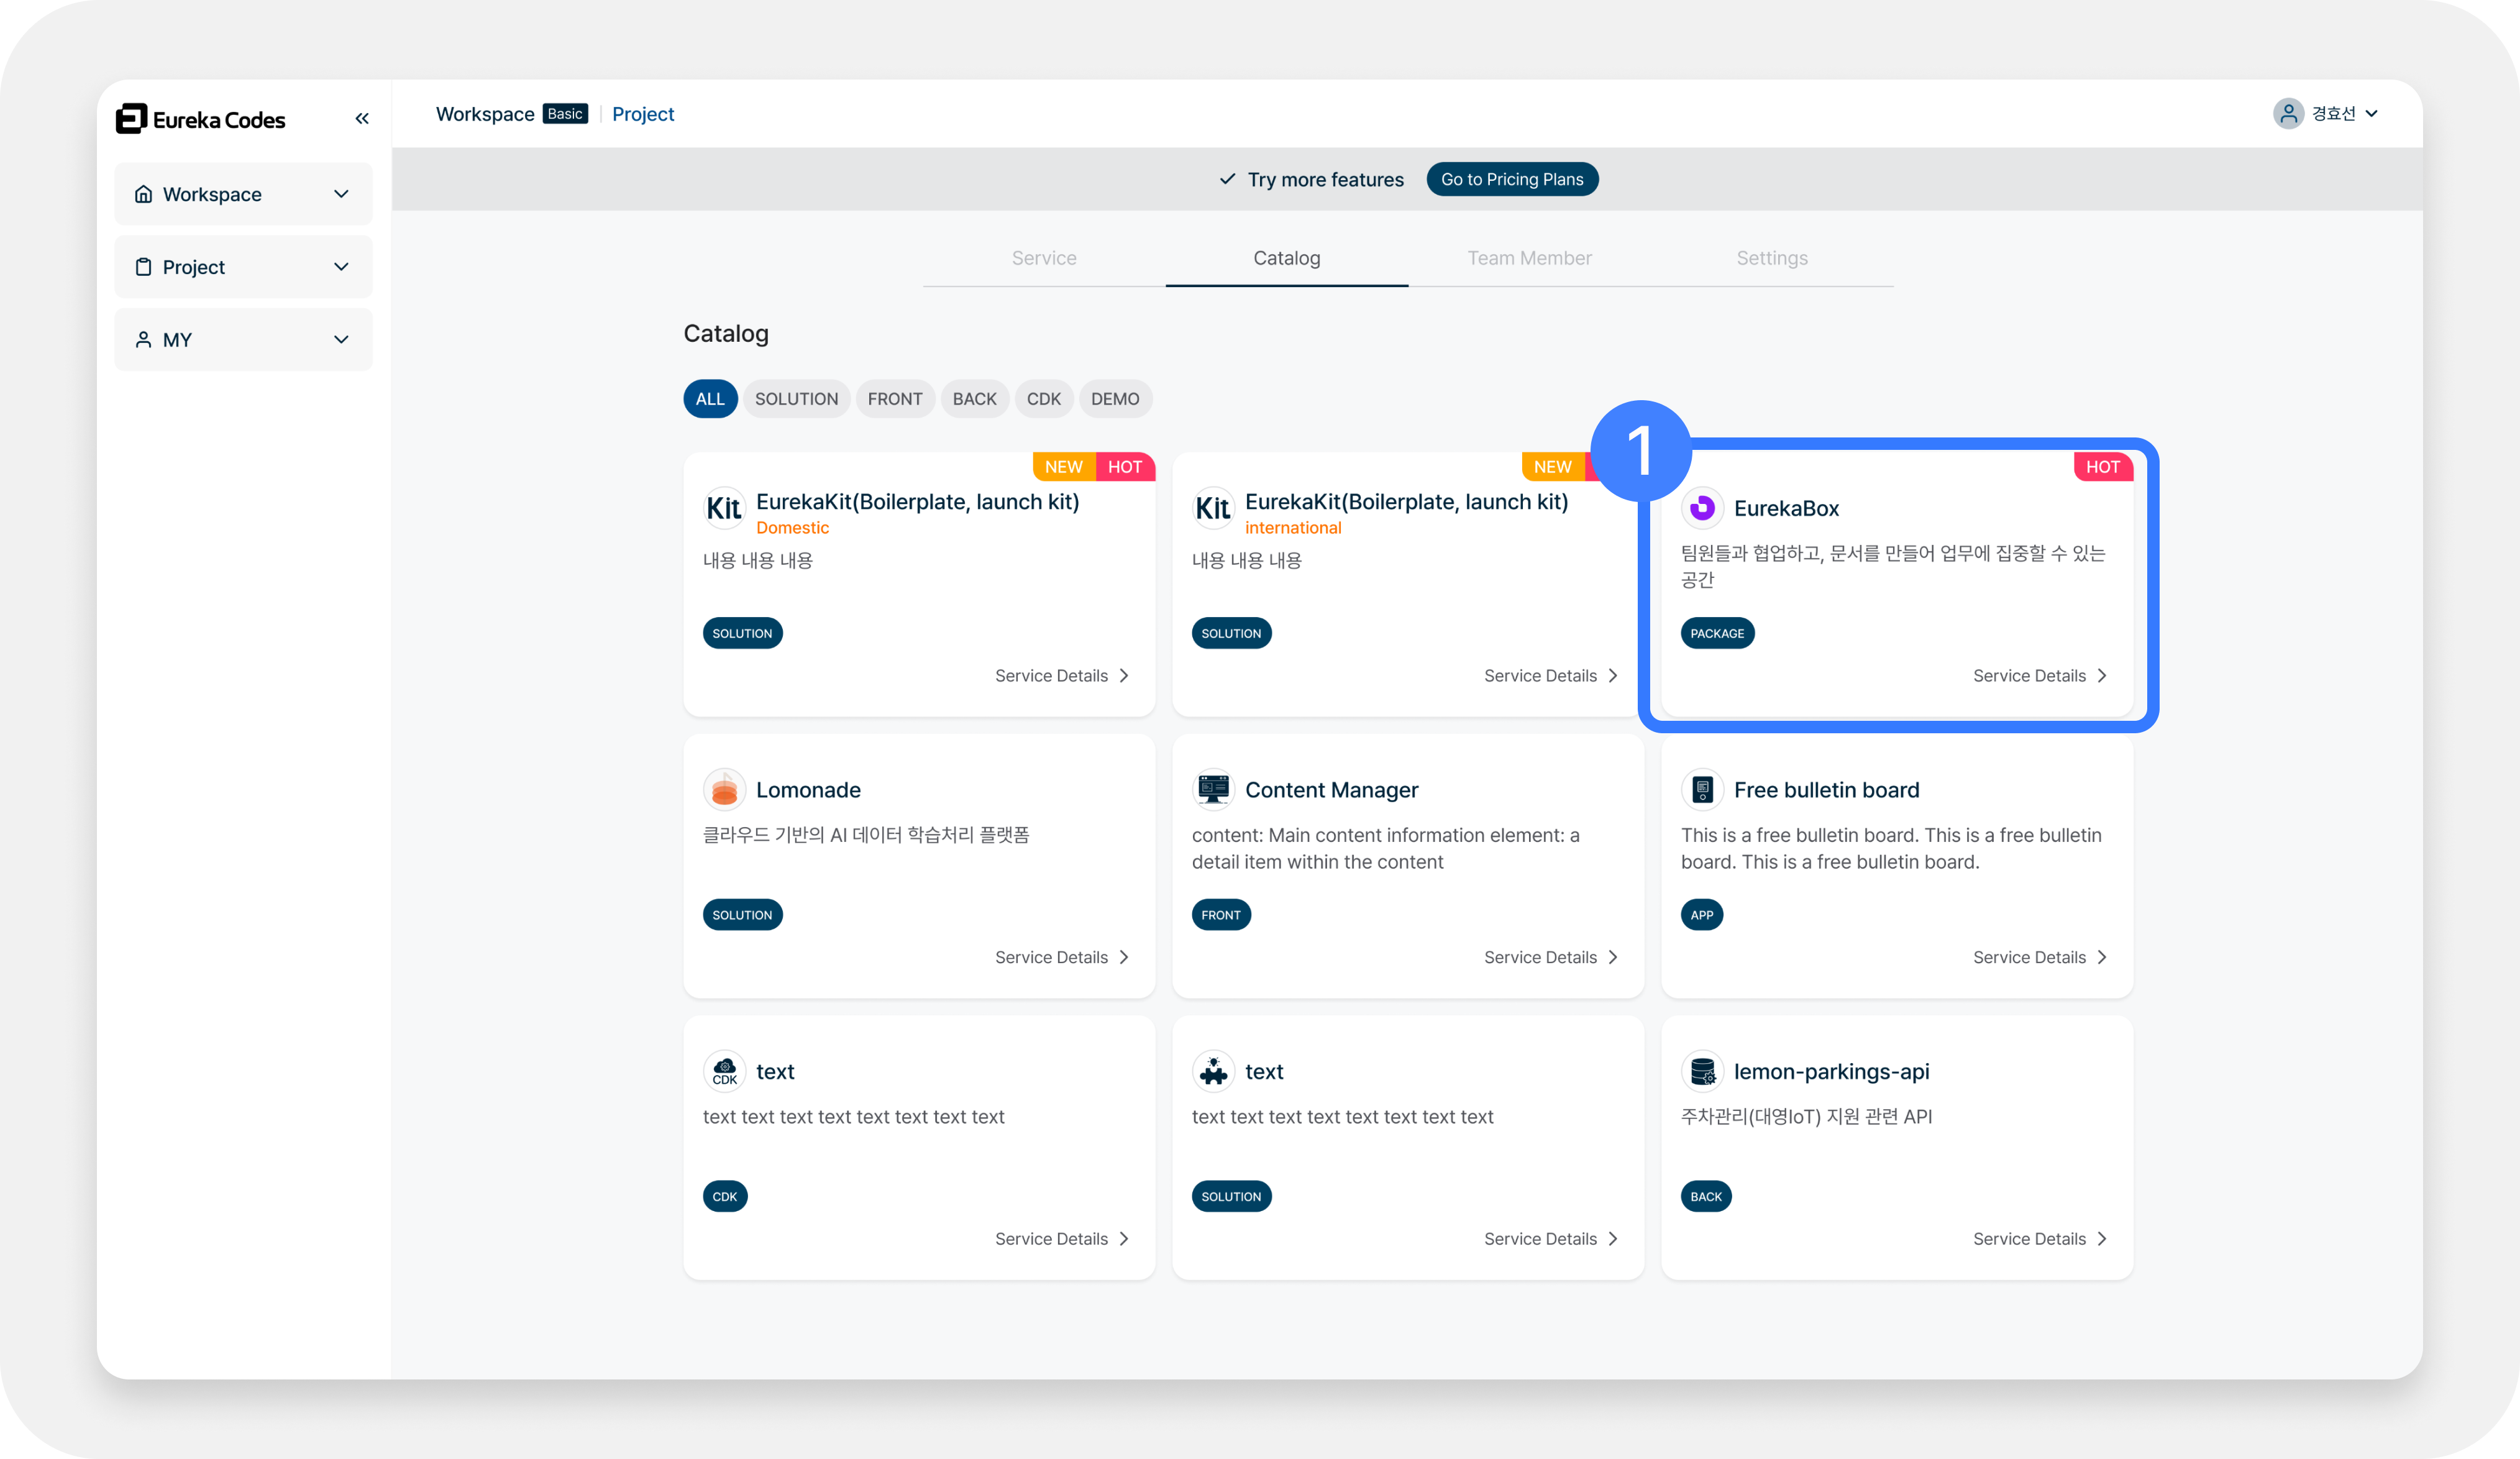 Eureka Codes
Workspace
Project
MY
Workspace Basic Project
경효선
Try more features Go to Pricing Plans
Service Catalog Team Member Settings
Catalog
ALL SOLUTION FRONT BACK CDK DEMO
NEW HOT
Kit EurekaKit(Boilerplate, launch kit)
Domestic
내용 내용 내용
SOLUTION
Service Details
NEW
Kit EurekaKit(Boilerplate, launch kit)
international
내용 내용 내용
SOLUTION
Service Details
1
HOT
EurekaBox
팀원들과 협업하고, 문서를 만들어 업무에 집중할 수 있는
공간
PACKAGE
Service Details
Lomonade
클라우드 기반의 AI 데이터 학습처리 플랫폼
SOLUTION
Service Details
Content Manager
content: Main content information element: a
detail item within the content
FRONT
Service Details
Free bulletin board
This is a free bulletin board. This is a free bulletin
board. This is a free bulletin board.
APP
Service Details
CDK text
text text text text text text text text
CDK
Service Details
text
text text text text text text text text
SOLUTION
Service Details
lemon-parkings-api
주차관리(대영IoT) 지원 관련 API
BACK
Service Details